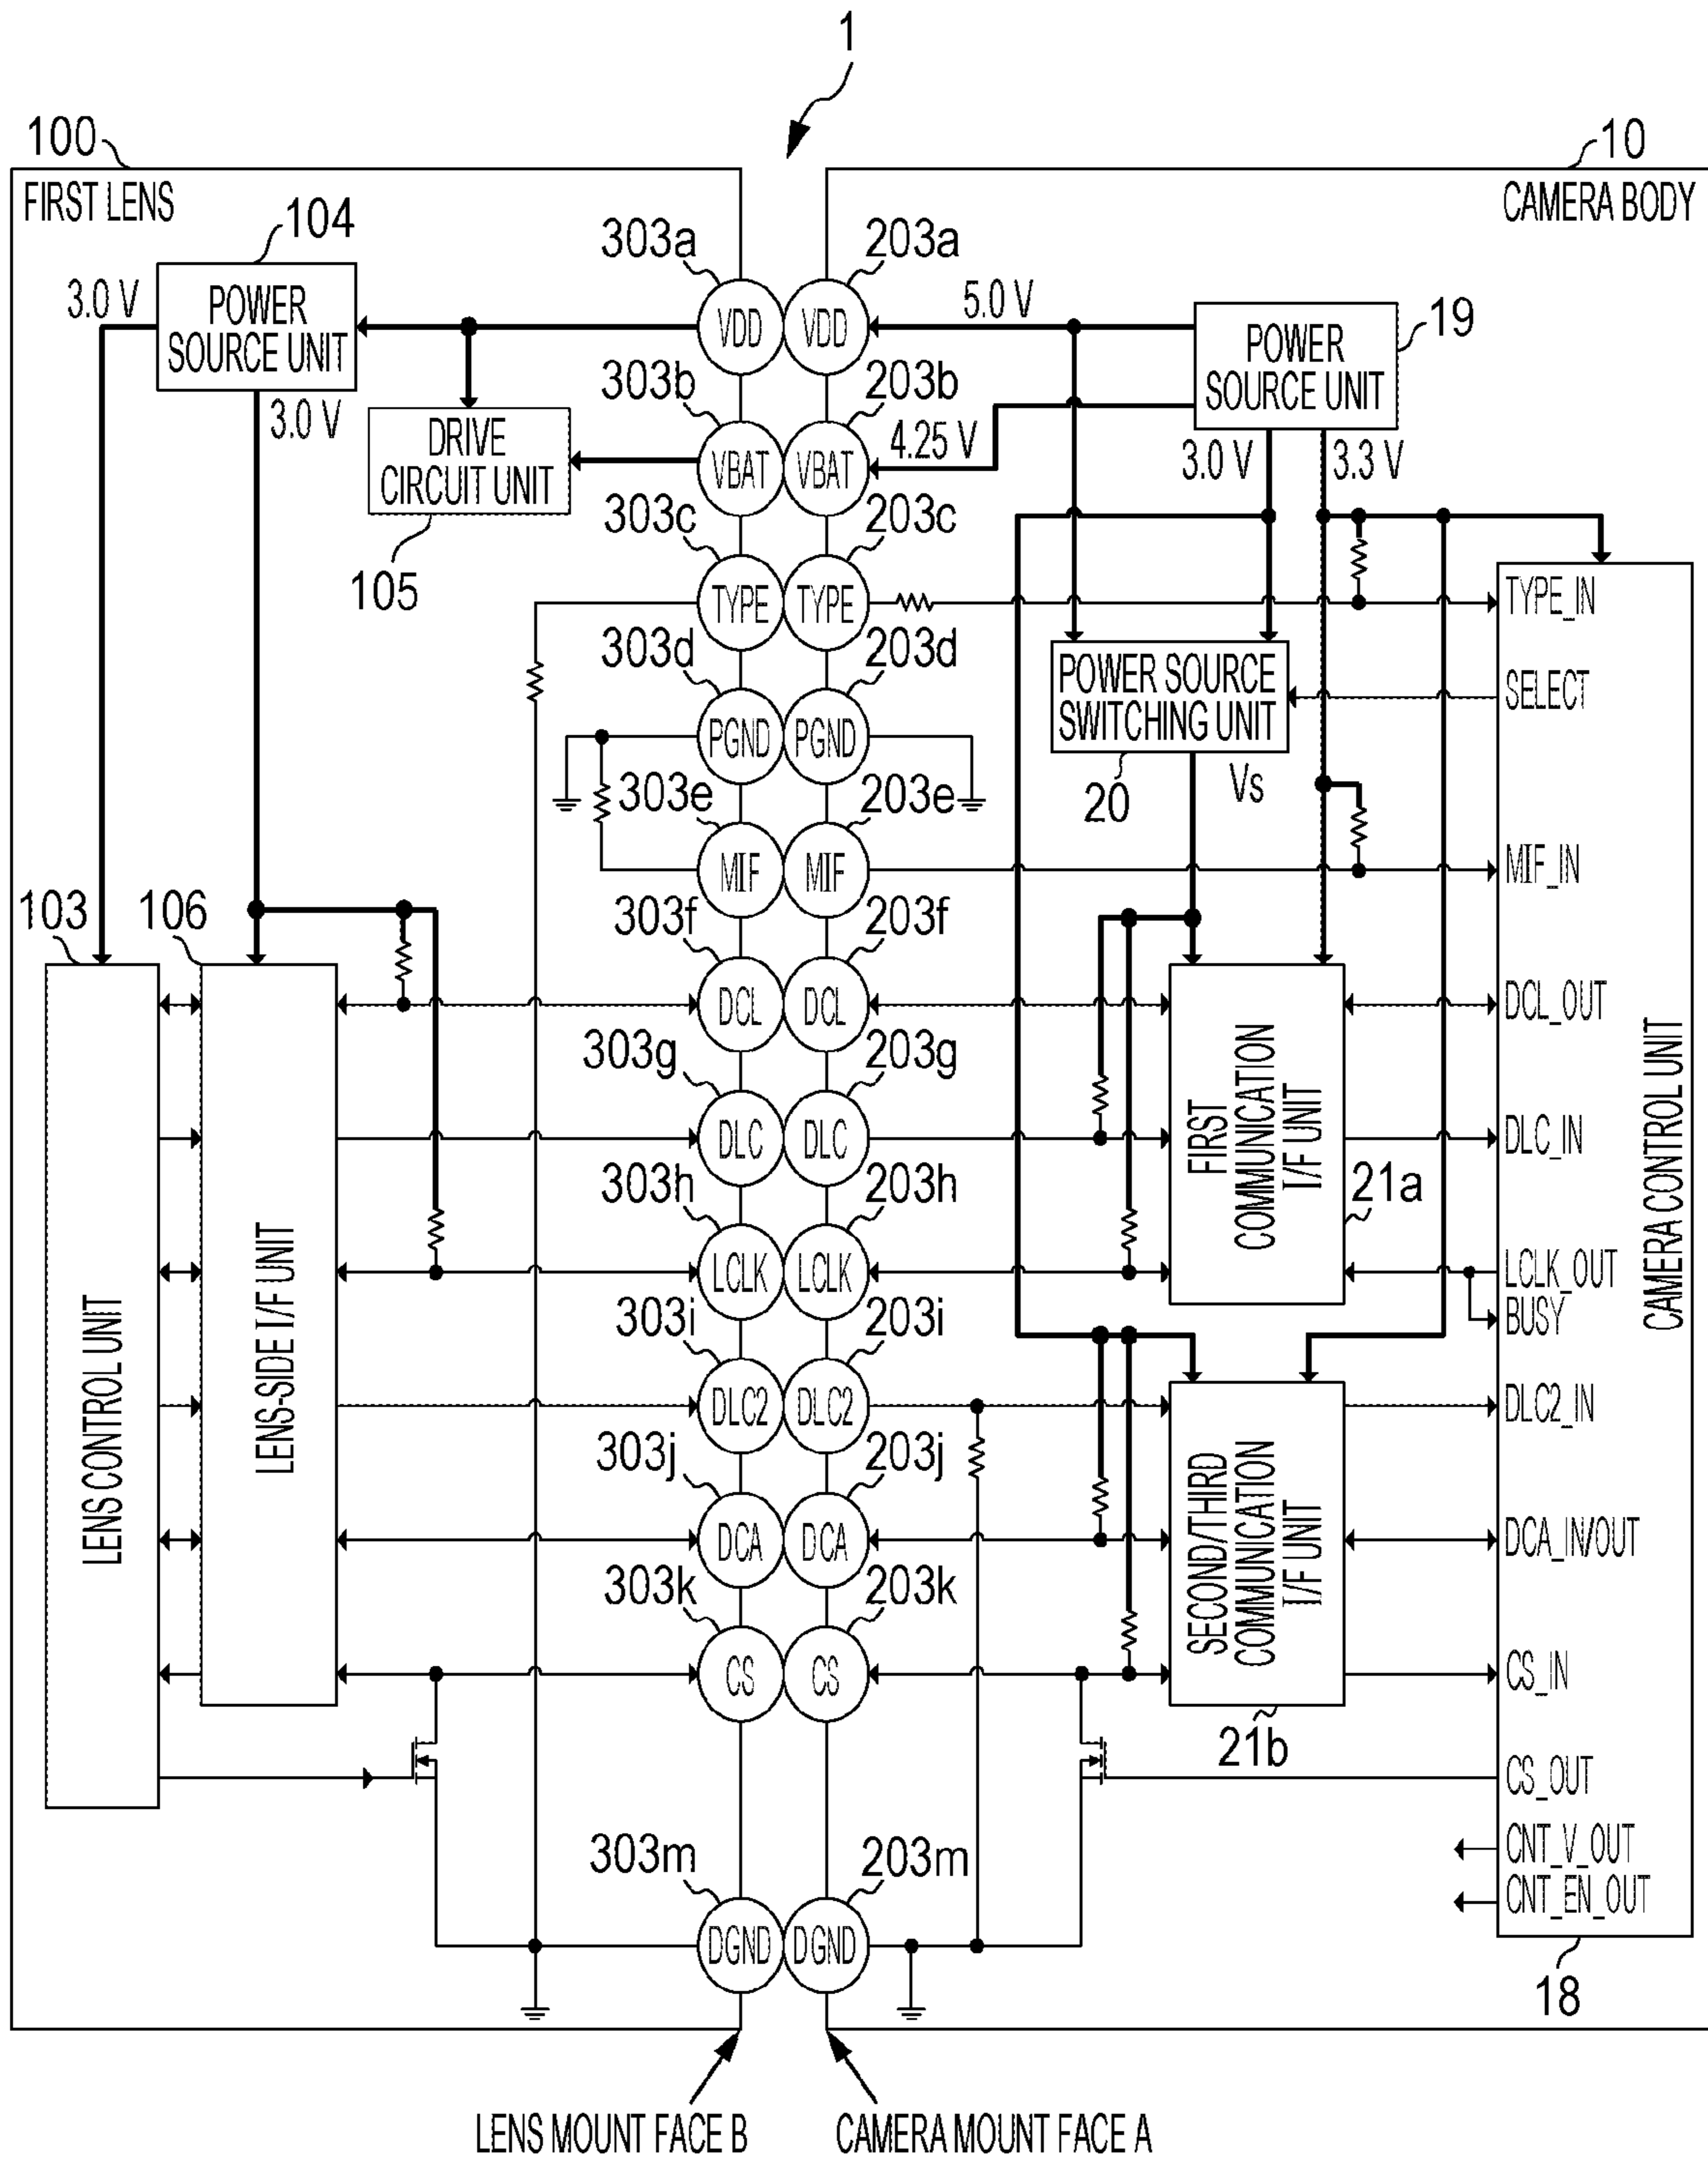 1
100
10
FIRST LENS
CAMERA BODY
104
303a
203a
3.0 V
POWER
SOURCE UNIT
VDD
VDD
5.0 V
POWER
SOURCE UNIT
19
3.0 V
303b
203b
DRIVE
CIRCUIT UNIT
VBAT
VBAT
4.25 V
3.0 V
3.3 V
105
303c
203c
TYPE
TYPE
TYPE_IN
303d
203d
POWER SOURCE
SWITCHING UNIT
SELECT
PGND
PGND
20
Vs
303e
203e
MIF
MIF
MIF_IN
103
106
303f
203f
DCL
DCL
DCL_OUT
303g
203g
DLC
DLC
DLC_IN
FIRST
COMMUNICATION
I/F UNIT
21a
303h
203h
LCLK
LCLK
LCLK_OUT
BUSY
CAMERA CONTROL UNIT
LENS CONTROL UNIT
LENS-SIDE I/F UNIT
303i
203i
DLC2
DLC2
DLC2_IN
303j
203j
DCA
DCA
DCA_IN/OUT
SECOND/THIRD
COMMUNICATION
I/F UNIT
303k
203k
CS
CS
CS_IN
21b
CS_OUT
303m
203m
CNT_V_OUT
CNT_EN_OUT
DGND
DGND
18
LENS MOUNT FACE B
CAMERA MOUNT FACE A